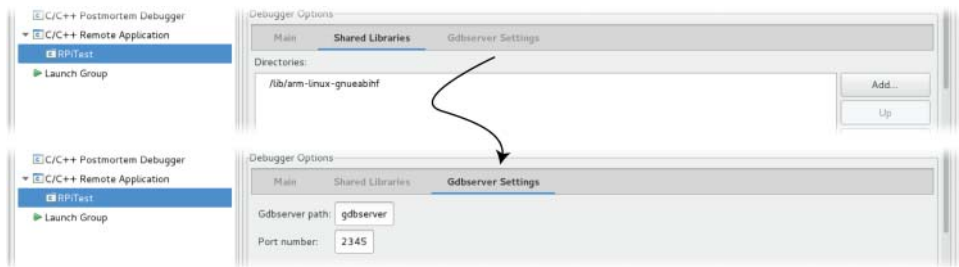 C/C++ Postmortem Debugger
C/C++ Remote Application
RPiTest
Launch Group
Debugger Options
Main Shared Libraries Gdbserver Settings
Directories:
/lib/arm-linux-gnueabihf
Add...
Up
C/C++ Postmortem Debugger
C/C++ Remote Application
RPiTest
Launch Group
Debugger Options
Main Shared Libraries Gdbserver Settings
Gdbserver path: gdbserver
Port number: 2345